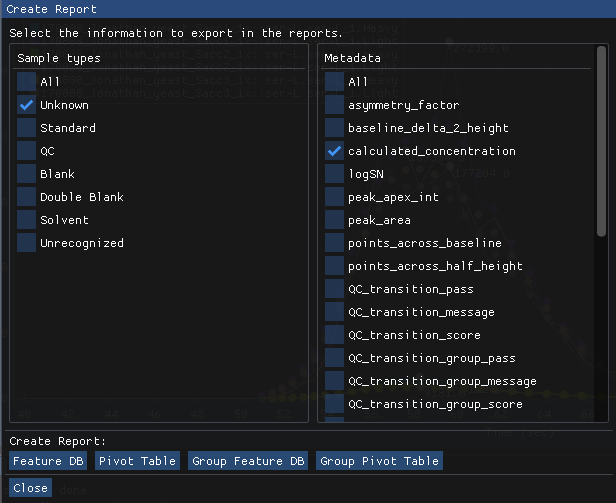 Create Report
Select the information to export in the reports.
Sample types
All
Unknown
Standard
QC
Blank
Double Blank
Solvent
Unrecognized
Metadata
All
asymmetry_factor
baseline_delta_2_height
calculated_concentration
logSN
peak_apex_int
peak_area
points_across_baseline
points_across_half_height
QC_transition_pass
QC_transition_message
QC_transition_score
QC_transition_group_pass
QC_transition_group_message
QC_transition_group_score
Create Report:
Feature DB
Pivot Table
Group Feature DB
Group Pivot Table
Close
done